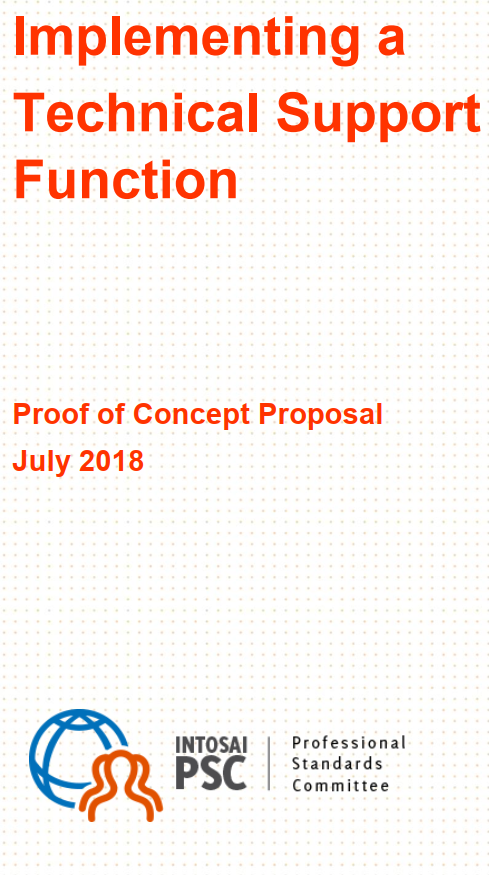 Implementing a
Technical Support
Function
Proof of Concept Proposal
July 2018
INTOSAI
PSC
Professional
Standards
Committee